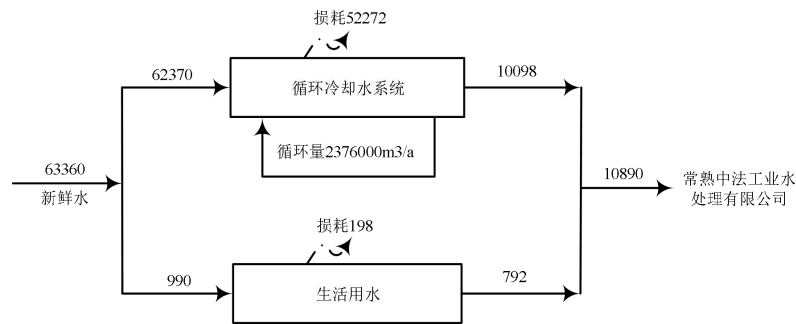 损耗52272
62370
循环冷却水系统
10098
循环量2376000m3/a
63360
新鲜水
10890
常熟中法工业水
处理有限公司
损耗198
990
生活用水
792